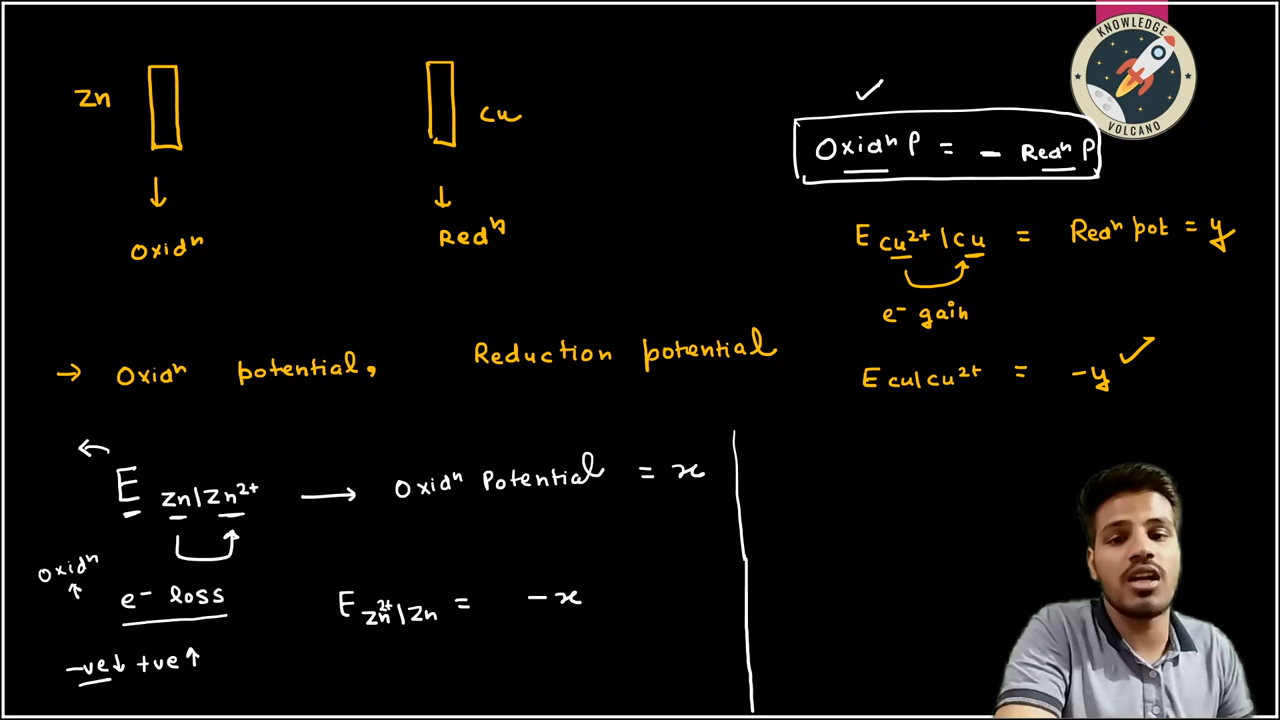 Zn
Cu
↓
↓
Oxidⁿ
Redⁿ
→ Oxidⁿ potential, Reduction potential
E Zn|Zn²⁺ → Oxidⁿ Potential = x
Oxidⁿ
↑
e⁻ loss
E Zn²⁺|Zn = -x
-ve↓ +ve↑
KNOWLEDGE
VOLCANO
✓
Oxidⁿ P = - Redⁿ P
E Cu²⁺|Cu = Redⁿ pot = y
e⁻ gain
E Cu|Cu²⁺ = -y ✓